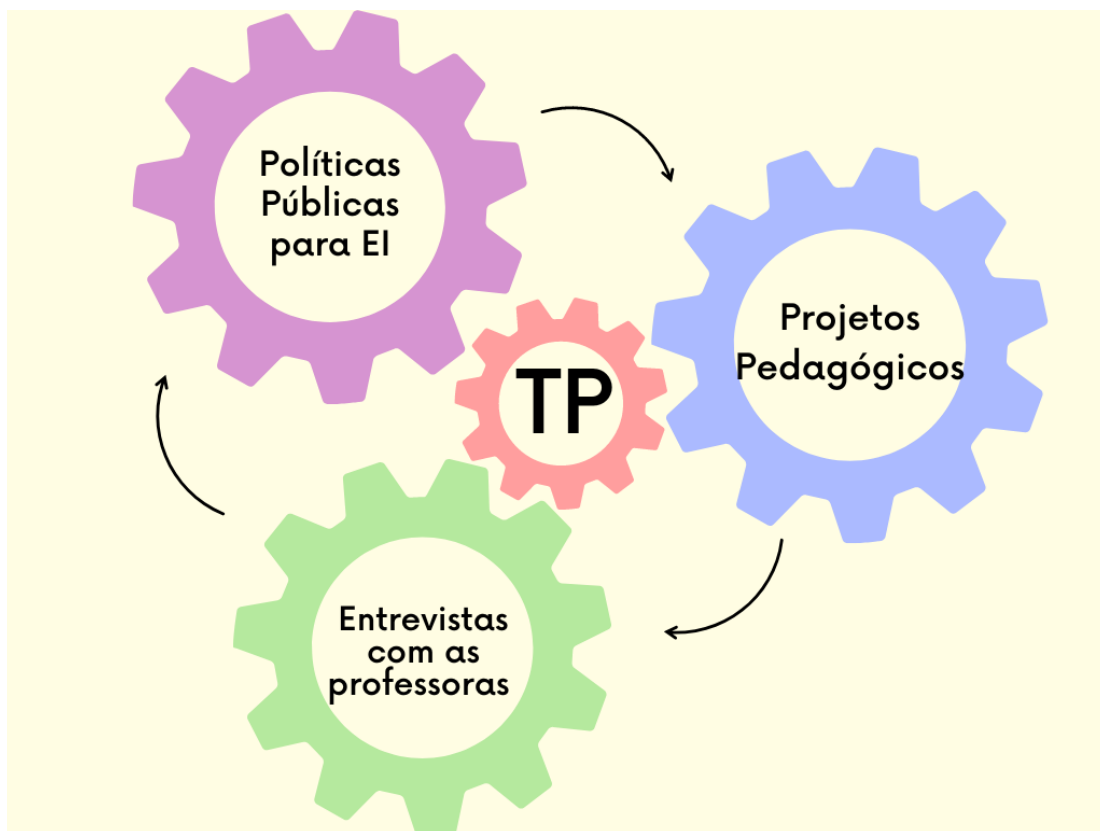 Políticas
Públicas
para EI
Projetos
Pedagógicos
TP
Entrevistas
com as
professoras